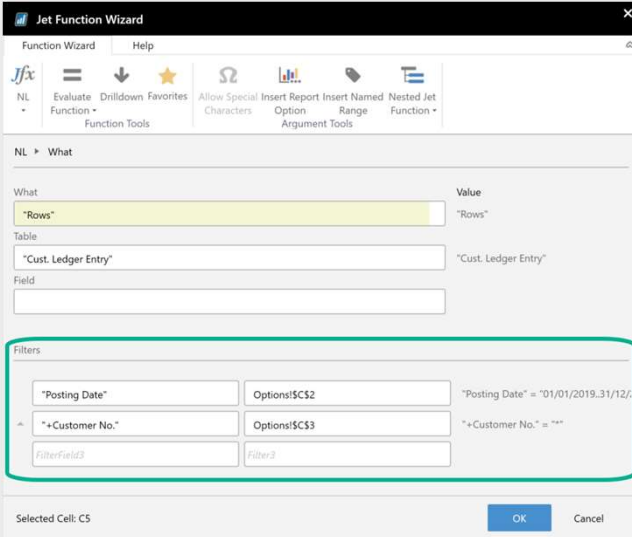 Jet Function Wizard
Function Wizard Help
Jfx
NL
Evaluate Function
Drilldown
Favorites
Function Tools
Allow Special Characters
Insert Report Option
Insert Named Range
Nested Jet Function
Argument Tools
NL What
What Value
"Rows" "Rows"
Table
"Cust. Ledger Entry" "Cust. Ledger Entry"
Field
Filters
"Posting Date" Options!$C$2 "Posting Date" = "01/01/2019..31/12/
"+Customer No." Options!$C$3 "+Customer No." = "*"
FilterField3 Filter3
Selected Cell: C5 OK Cancel